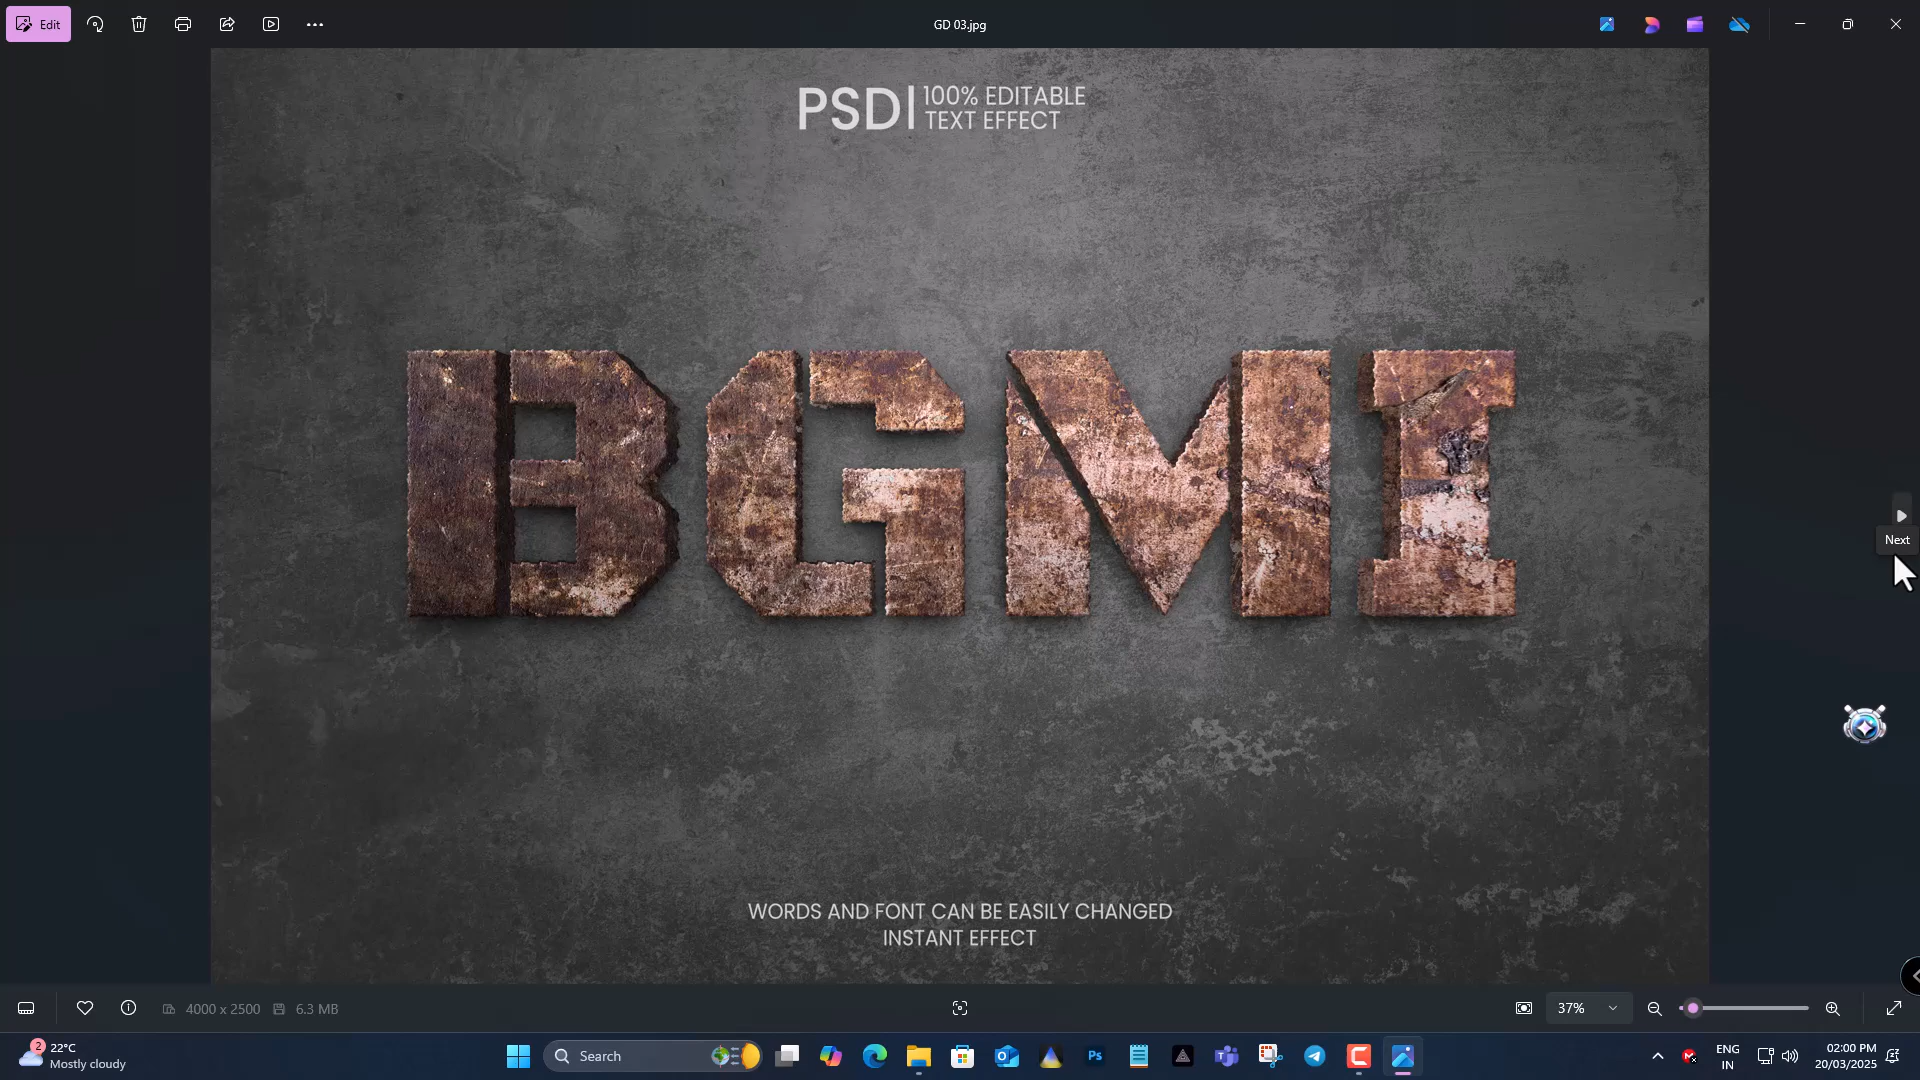 Edit
GD 03.jpg
PSD
100% EDITABLE
TEXT EFFECT
BGMI
Next
WORDS AND FONT CAN BE EASILY CHANGED
INSTANT EFFECT
4000 x 2500
6.3 MB
37%
2
22°C
Mostly cloudy
Search
Ps
ENG
IN
02:00 PM
20/03/2025